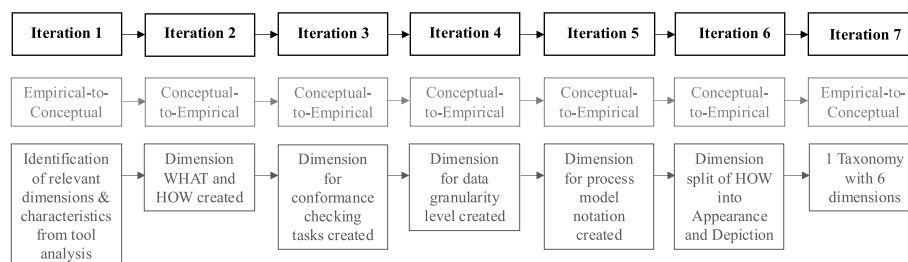 Iteration 1
Iteration 2
Iteration 3
Iteration 4
Iteration 5
Iteration 6
Iteration 7
Empirical-to-
Conceptual
Conceptual-
to-Empirical
Conceptual-
to-Empirical
Conceptual-
to-Empirical
Conceptual-
to-Empirical
Conceptual-
to-Empirical
Empirical-to-
Conceptual
Identification
of relevant
dimensions &
characteristics
from tool
analysis
Dimension
WHAT and
HOW created
Dimension
for
conformance
checking
tasks created
Dimension
for data
granularity
level created
Dimension
for process
model
notation
created
Dimension
split of HOW
into
Appearance
and Depiction
1 Taxonomy
with 6
dimensions